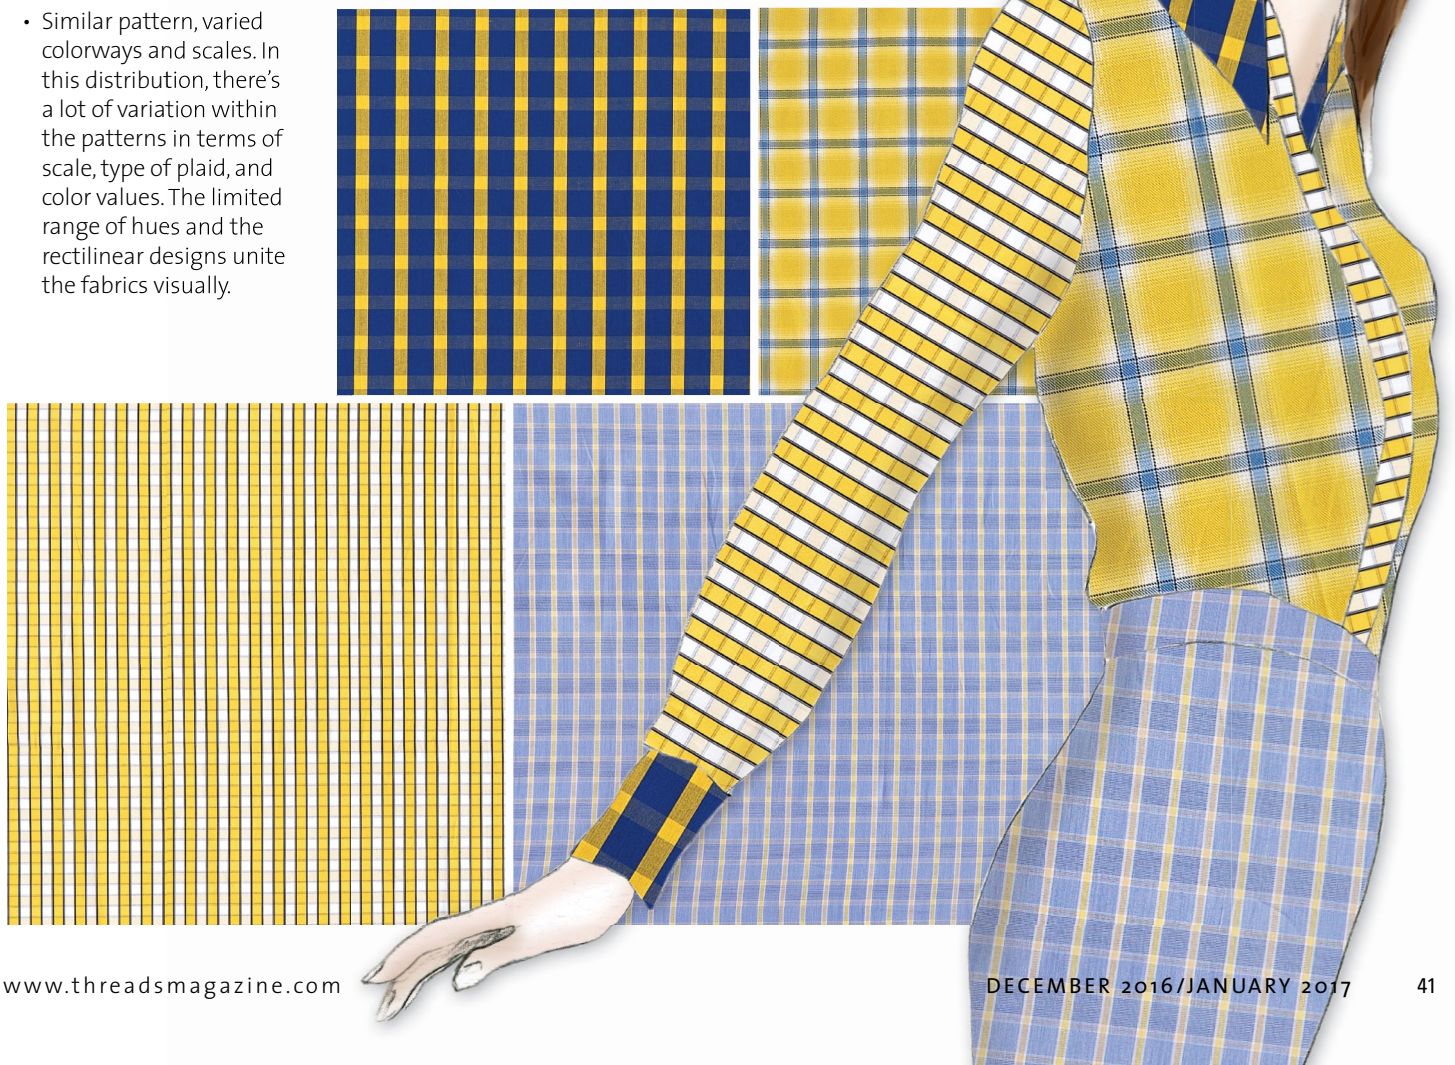 • Similar pattern, varied
colorways and scales. In
this distribution, there's
a lot of variation within
the patterns in terms of
scale, type of plaid, and
color values. The limited
range of hues and the
rectilinear designs unite
the fabrics visually.
www.threadsmagazine.com
DECEMBER 2016/JANUARY 2017
41